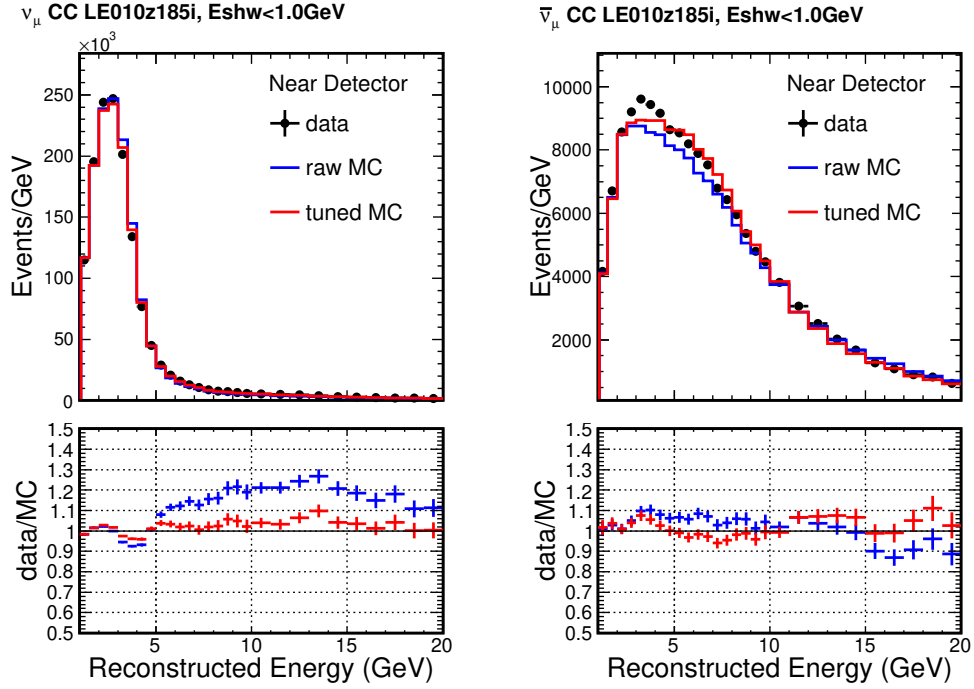 ν_μ CC LE010z185i, Eshw<1.0GeV
×10³
Events/GeV
250
200
150
100
50
0
Near Detector
data
raw MC
tuned MC
data/MC
1.5
1.4
1.3
1.2
1.1
1
0.9
0.8
0.7
0.6
0.5
5
10
15
20
Reconstructed Energy (GeV)
ν̅_μ CC LE010z185i, Eshw<1.0GeV
Events/GeV
10000
8000
6000
4000
2000
Near Detector
data
raw MC
tuned MC
data/MC
1.5
1.4
1.3
1.2
1.1
1
0.9
0.8
0.7
0.6
0.5
5
10
15
20
Reconstructed Energy (GeV)